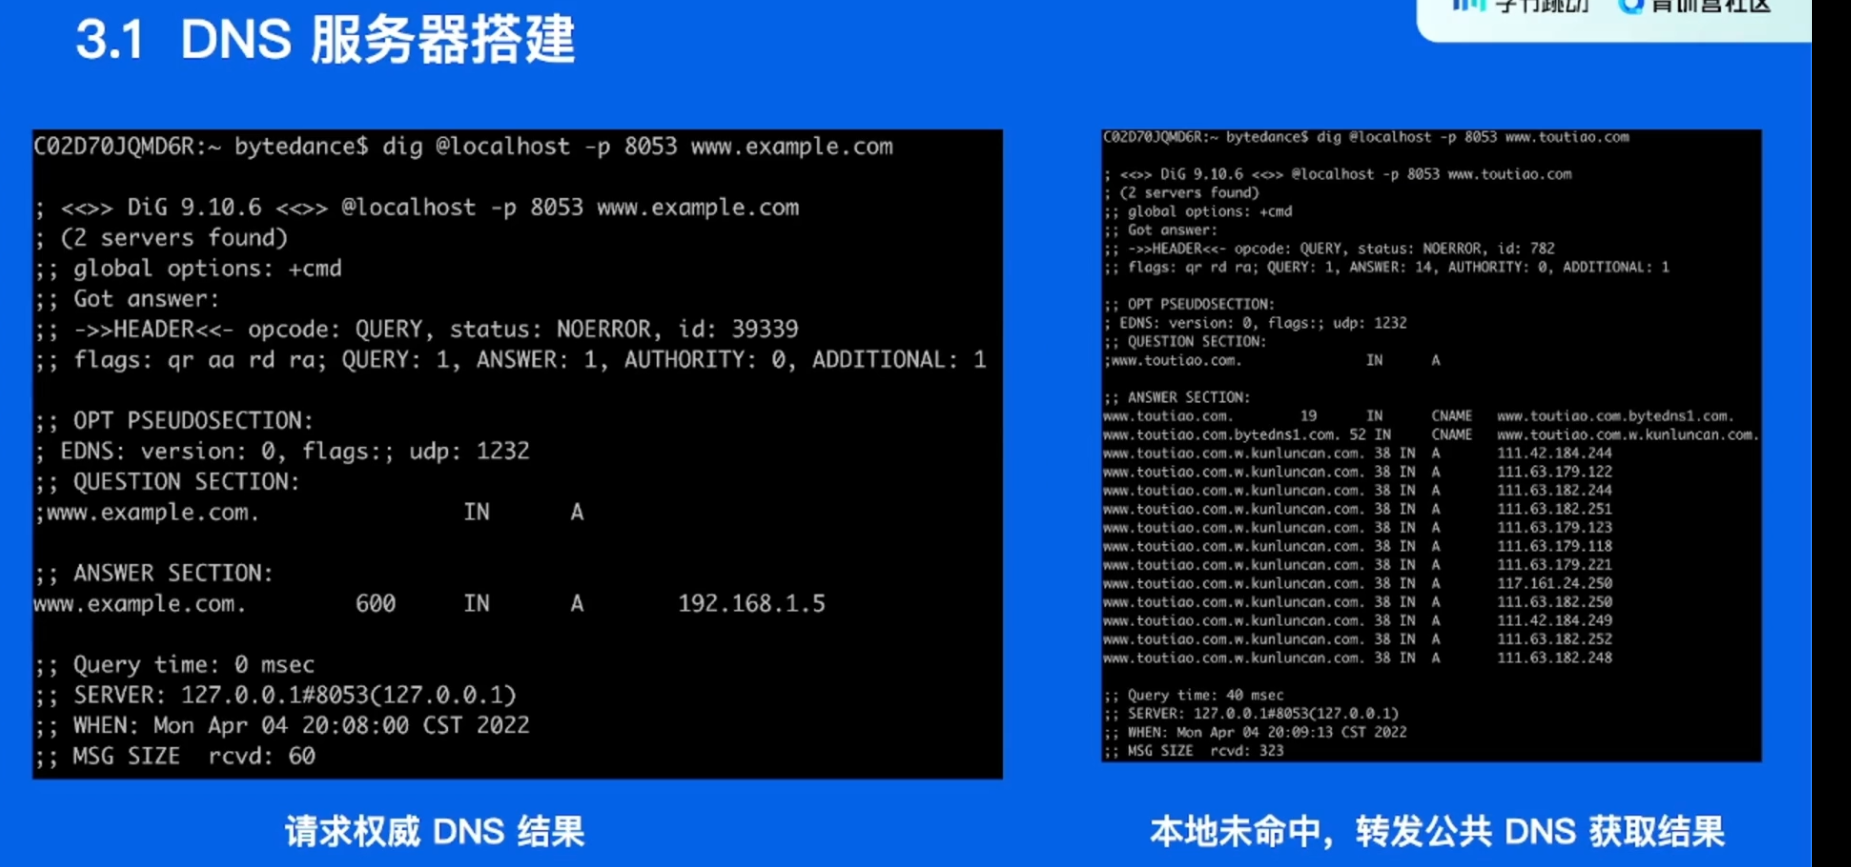 3.1 DNS 服务器搭建
字节跳动 青训营社区
C02D70JQMD6R:~ bytedance$ dig @localhost -p 8053 www.example.com
; <<>> DiG 9.10.6 <<>> @localhost -p 8053 www.example.com
; (2 servers found)
;; global options: +cmd
;; Got answer:
;; ->>HEADER<<- opcode: QUERY, status: NOERROR, id: 39339
;; flags: qr aa rd ra; QUERY: 1, ANSWER: 1, AUTHORITY: 0, ADDITIONAL: 1
;; OPT PSEUDOSECTION:
; EDNS: version: 0, flags:; udp: 1232
;; QUESTION SECTION:
;www.example.com. IN A
;; ANSWER SECTION:
www.example.com. 600 IN A 192.168.1.5
;; Query time: 0 msec
;; SERVER: 127.0.0.1#8053(127.0.0.1)
;; WHEN: Mon Apr 04 20:08:00 CST 2022
;; MSG SIZE rcvd: 60
请求权威 DNS 结果
C02D70JQMD6R:~ bytedance$ dig @localhost -p 8053 www.toutiao.com
; <<>> DiG 9.10.6 <<>> @localhost -p 8053 www.toutiao.com
; (2 servers found)
;; global options: +cmd
;; Got answer:
;; ->>HEADER<<- opcode: QUERY, status: NOERROR, id: 782
;; flags: qr rd ra; QUERY: 1, ANSWER: 14, AUTHORITY: 0, ADDITIONAL: 1
;; OPT PSEUDOSECTION:
; EDNS: version: 0, flags:; udp: 1232
;; QUESTION SECTION:
;www.toutiao.com. IN A
;; ANSWER SECTION:
www.toutiao.com. 19 IN CNAME www.toutiao.com.bytedns1.com.
www.toutiao.com.bytedns1.com. 52 IN CNAME www.toutiao.com.w.kunluncan.com.
www.toutiao.com.w.kunluncan.com. 38 IN A 111.42.184.244
www.toutiao.com.w.kunluncan.com. 38 IN A 111.63.179.122
www.toutiao.com.w.kunluncan.com. 38 IN A 111.63.182.244
www.toutiao.com.w.kunluncan.com. 38 IN A 111.63.182.251
www.toutiao.com.w.kunluncan.com. 38 IN A 111.63.179.123
www.toutiao.com.w.kunluncan.com. 38 IN A 111.63.179.118
www.toutiao.com.w.kunluncan.com. 38 IN A 111.63.179.221
www.toutiao.com.w.kunluncan.com. 38 IN A 117.161.24.250
www.toutiao.com.w.kunluncan.com. 38 IN A 111.63.182.250
www.toutiao.com.w.kunluncan.com. 38 IN A 111.42.184.249
www.toutiao.com.w.kunluncan.com. 38 IN A 111.63.182.252
www.toutiao.com.w.kunluncan.com. 38 IN A 111.63.182.248
;; Query time: 40 msec
;; SERVER: 127.0.0.1#8053(127.0.0.1)
;; WHEN: Mon Apr 04 20:09:13 CST 2022
;; MSG SIZE rcvd: 323
本地未命中，转发公共 DNS 获取结果